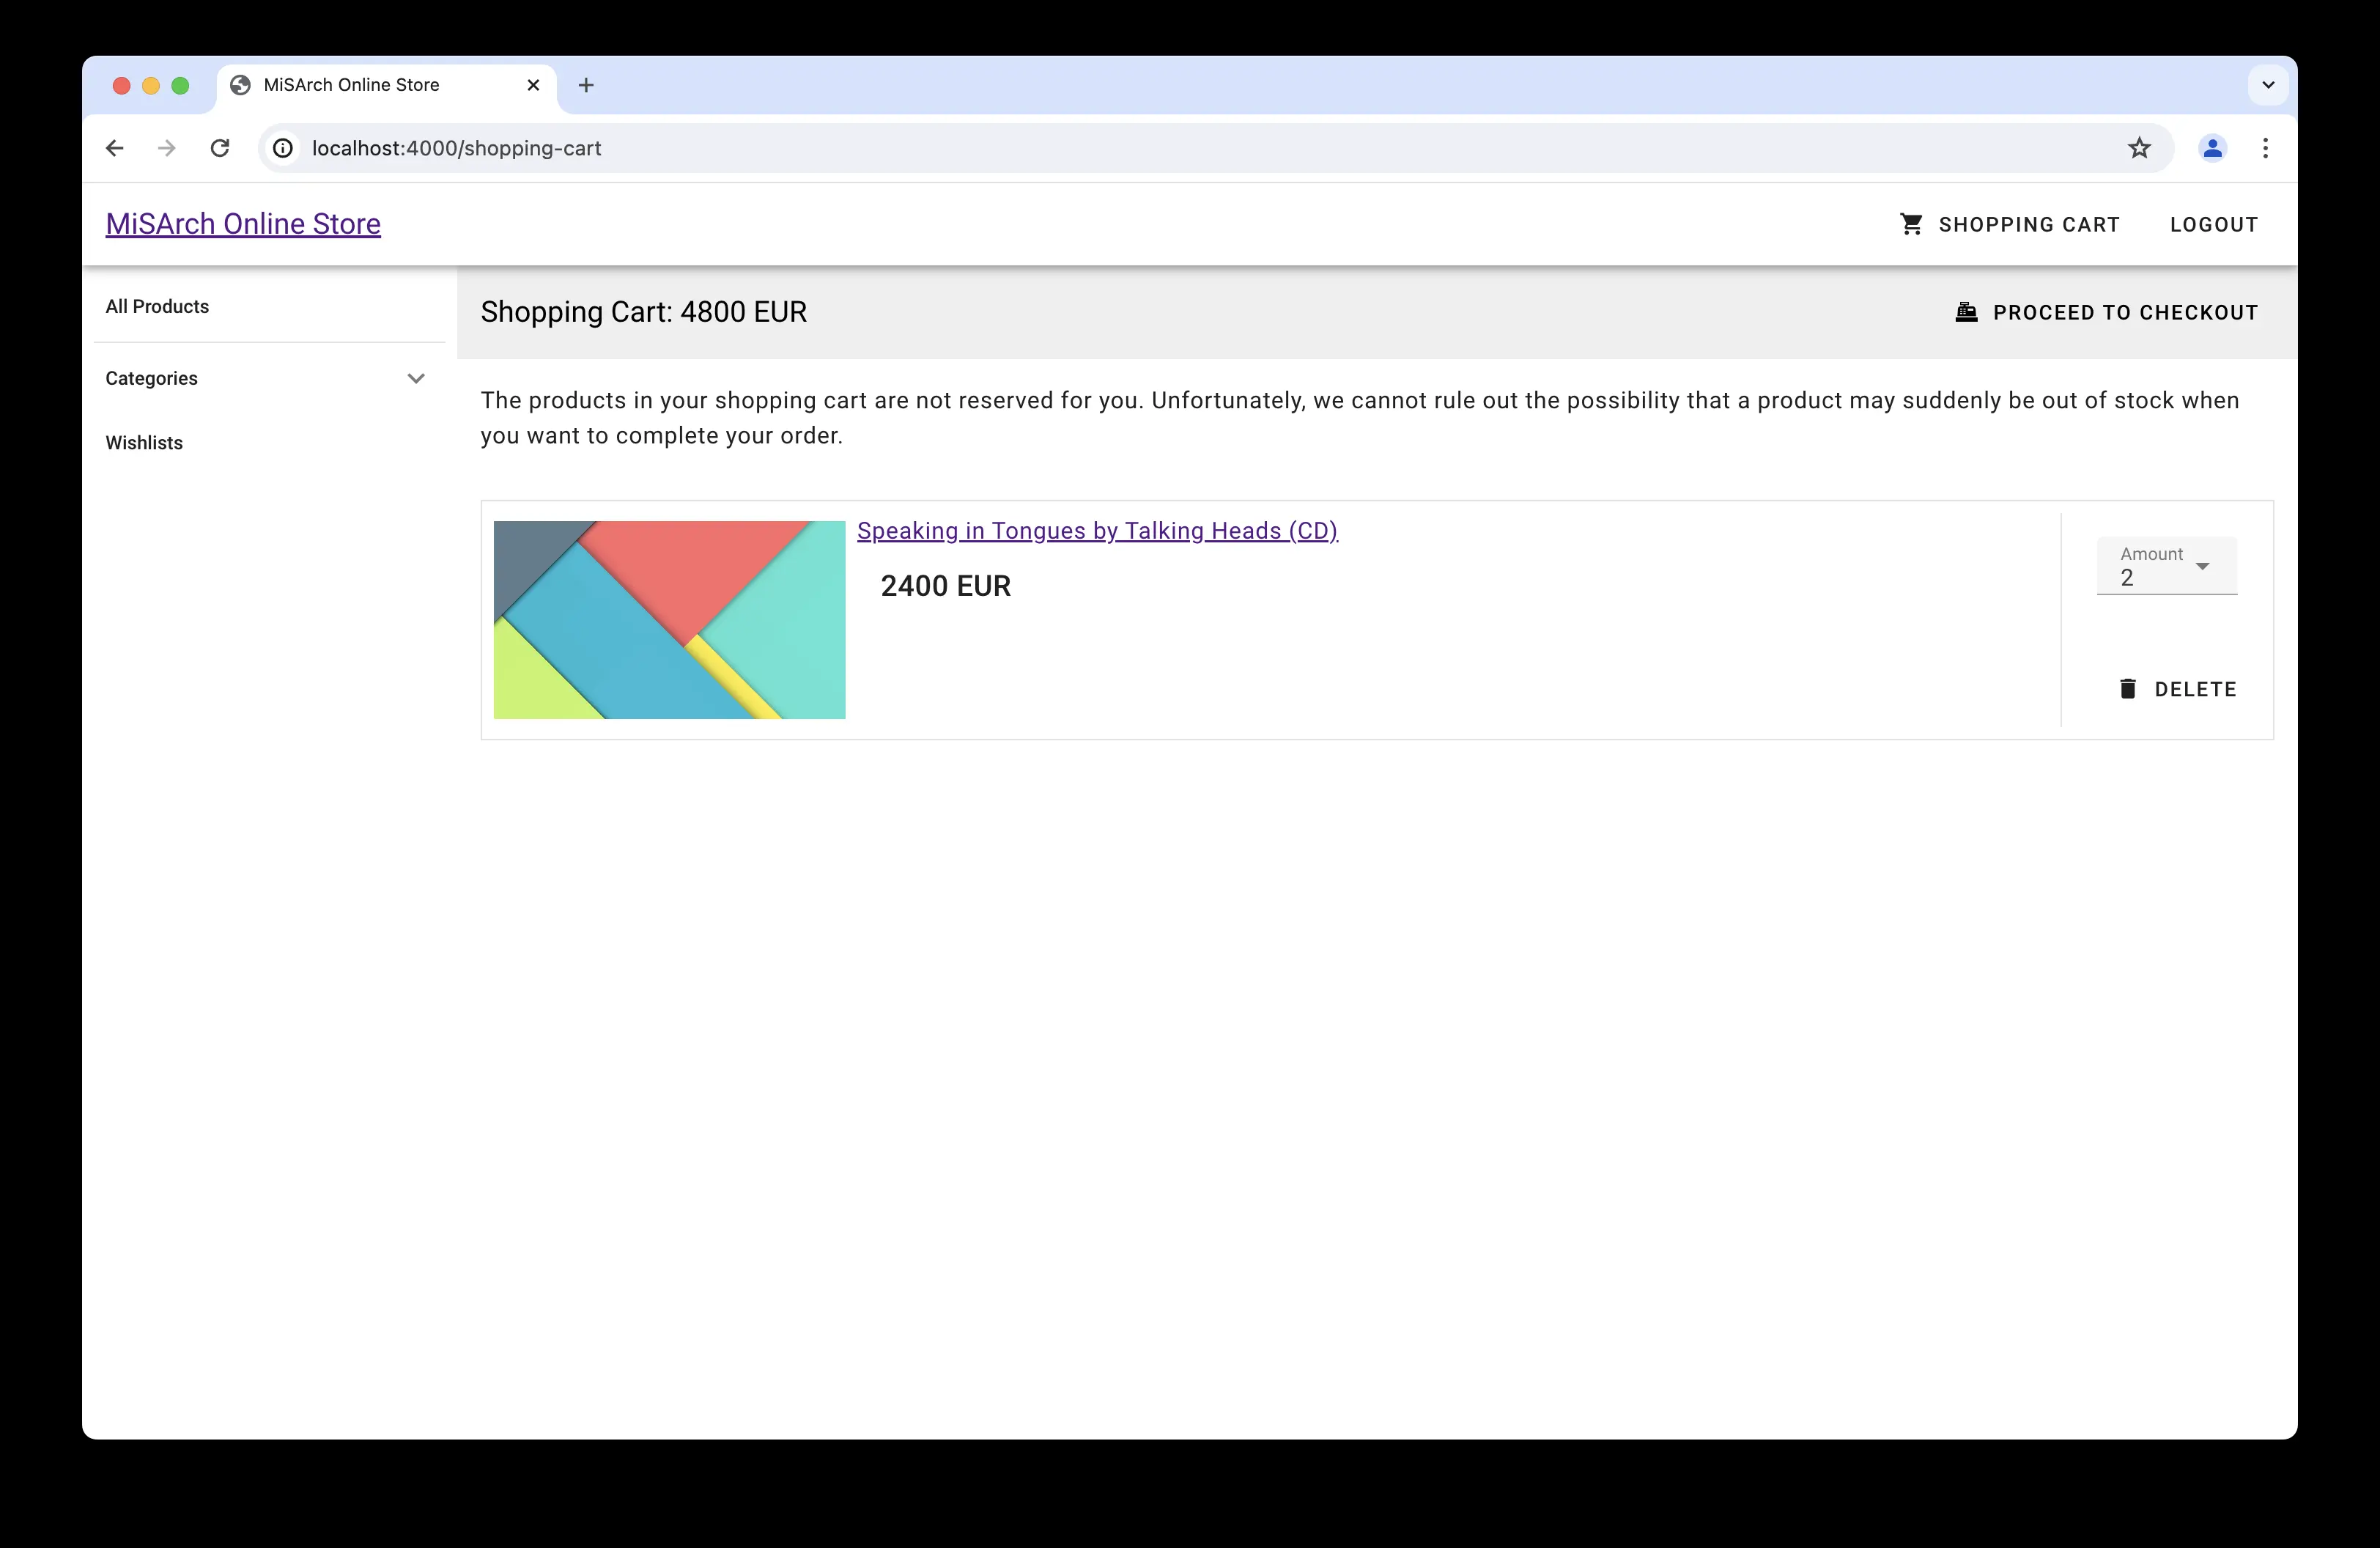 MiSArch Online Store
localhost:4000/shopping-cart
MiSArch Online Store
SHOPPING CART
LOGOUT
All Products
Categories
Wishlists
Shopping Cart: 4800 EUR
PROCEED TO CHECKOUT
The products in your shopping cart are not reserved for you. Unfortunately, we cannot rule out the possibility that a product may suddenly be out of stock when
you want to complete your order.
Speaking in Tongues by Talking Heads (CD)
2400 EUR
Amount
2
DELETE